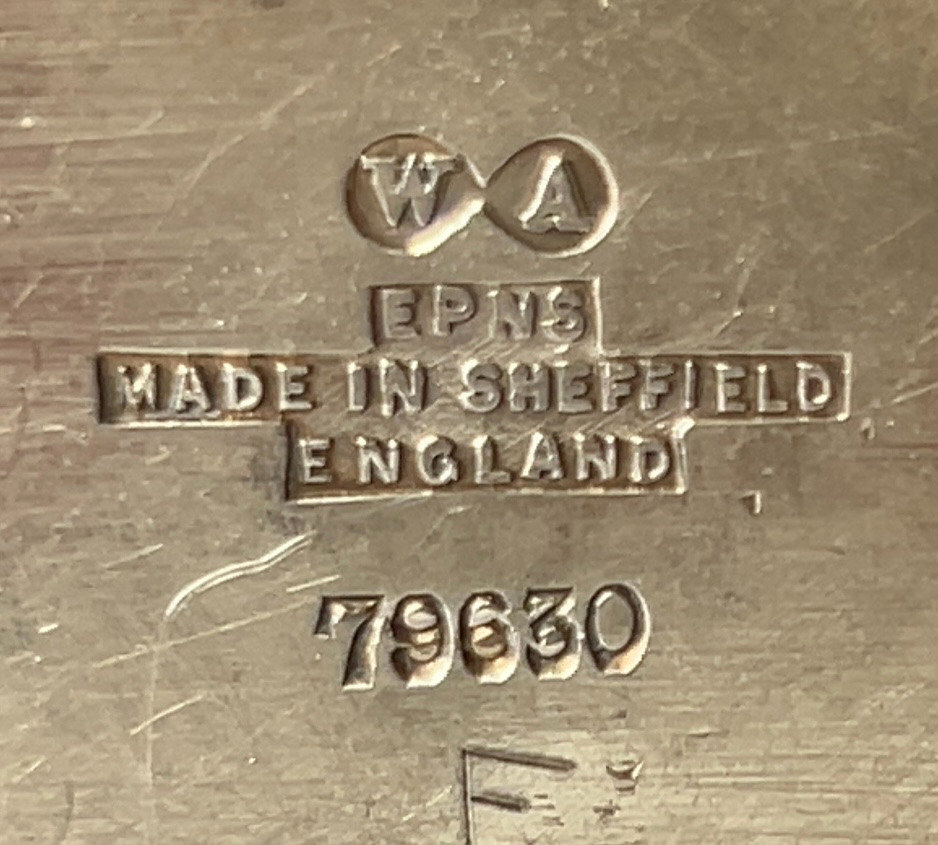 W A
EPNS
MADE IN SHEFFIELD
ENGLAND
79630
F